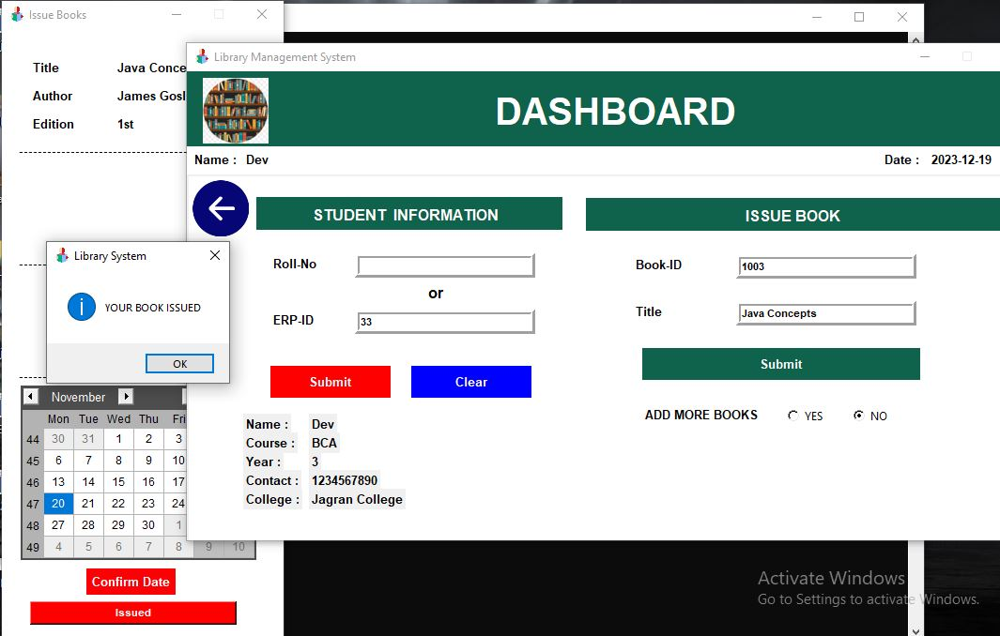 Issue Books
Title Java Conce
Author James Gosl
Edition 1st
Library System
YOUR BOOK ISSUED
OK
November
Mon Tue Wed Thu Fri
44 30 31 1 2 3
45 6 7 8 9 10
46 13 14 15 16 17
47 20 21 22 23 24
48 27 28 29 30 1
49 4 5 6 7 8 9 10
Confirm Date
Issued
Library Management System
DASHBOARD
Name : Dev Date : 2023-12-19
STUDENT INFORMATION
Roll-No
or
ERP-ID 33
Submit Clear
Name : Dev
Course : BCA
Year : 3
Contact : 1234567890
College : Jagran College
ISSUE BOOK
Book-ID 1003
Title Java Concepts
Submit
ADD MORE BOOKS YES NO
Activate Windows
Go to Settings to activate Windows.